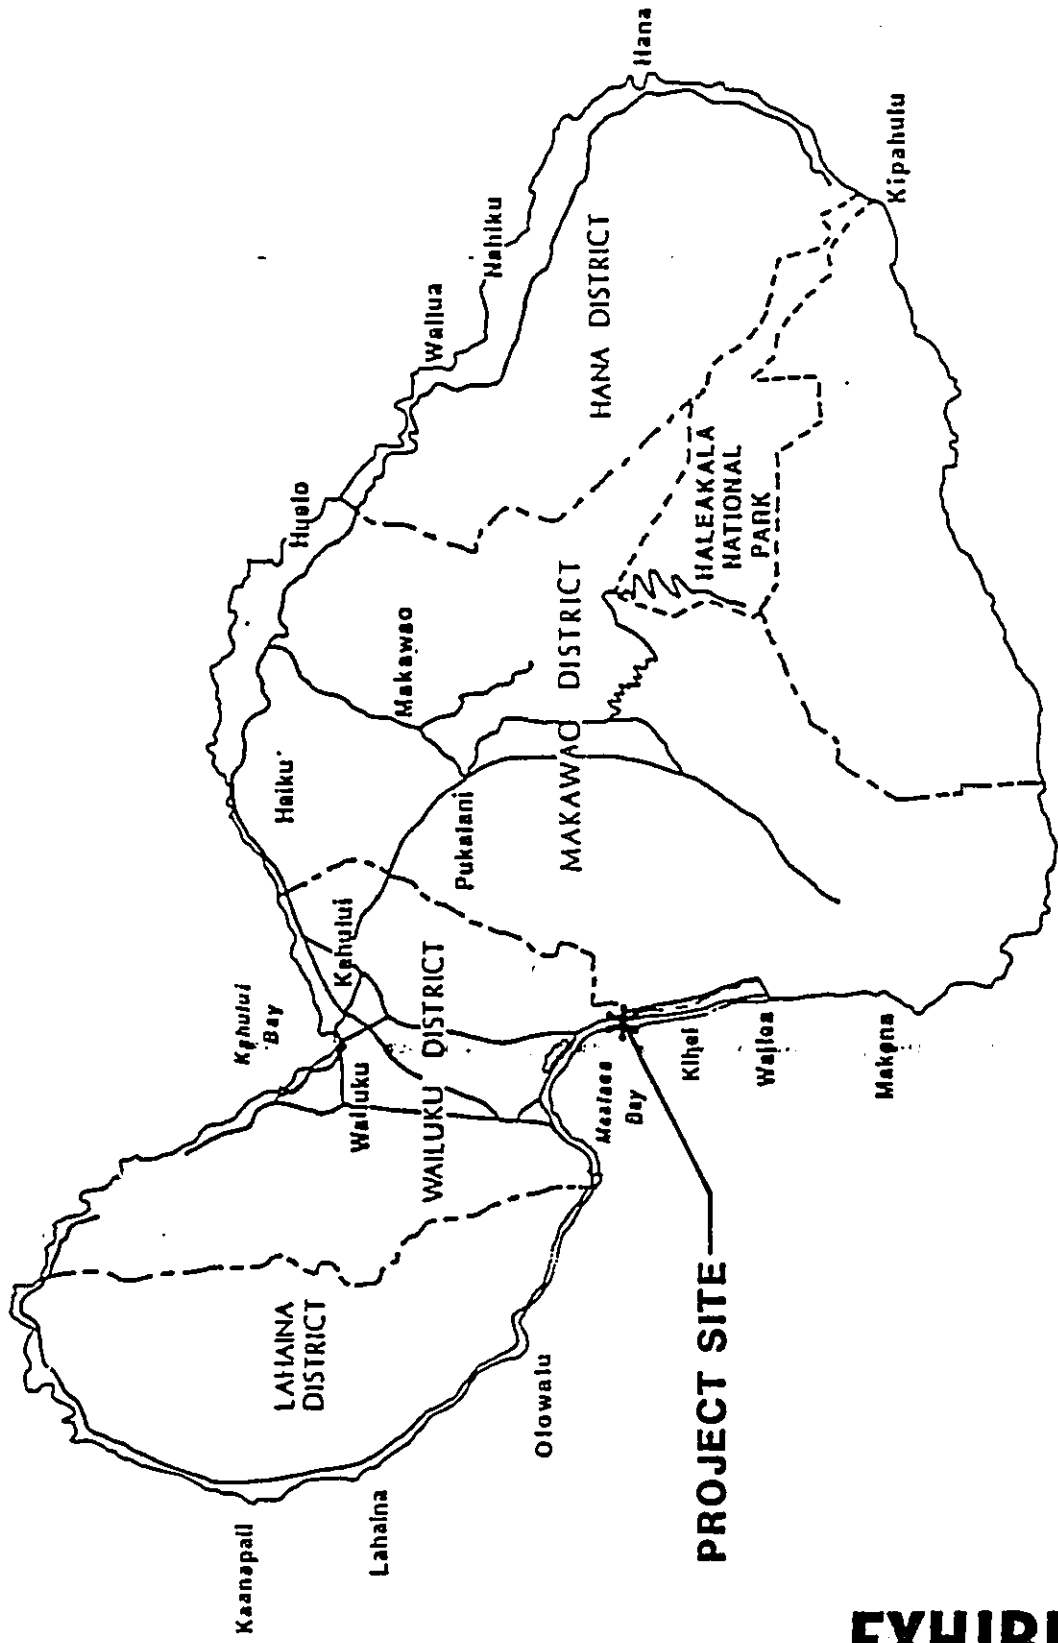 Hana
Kipahulu
Nahiku
Wailua
HANA DISTRICT
Huelo
HALEAKALA
NATIONAL
PARK
Makawao
MAKAWAO DISTRICT
Haiku
Pukalani
Kahului
Kahului
Bay
Wailuku
WAILUKU DISTRICT
Maalaea
Bay
Kihei
Wailea
Makena
LAHAINA
DISTRICT
Olowalu
Kaanapali
Lahaina
PROJECT SITE